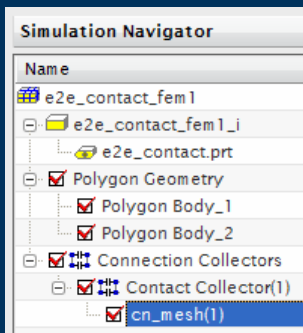 Simulation Navigator
Name
e2e_contact_fem1
e2e_contact_fem1_i
e2e_contact.prt
Polygon Geometry
Polygon Body_1
Polygon Body_2
Connection Collectors
Contact Collector(1)
cn_mesh(1)